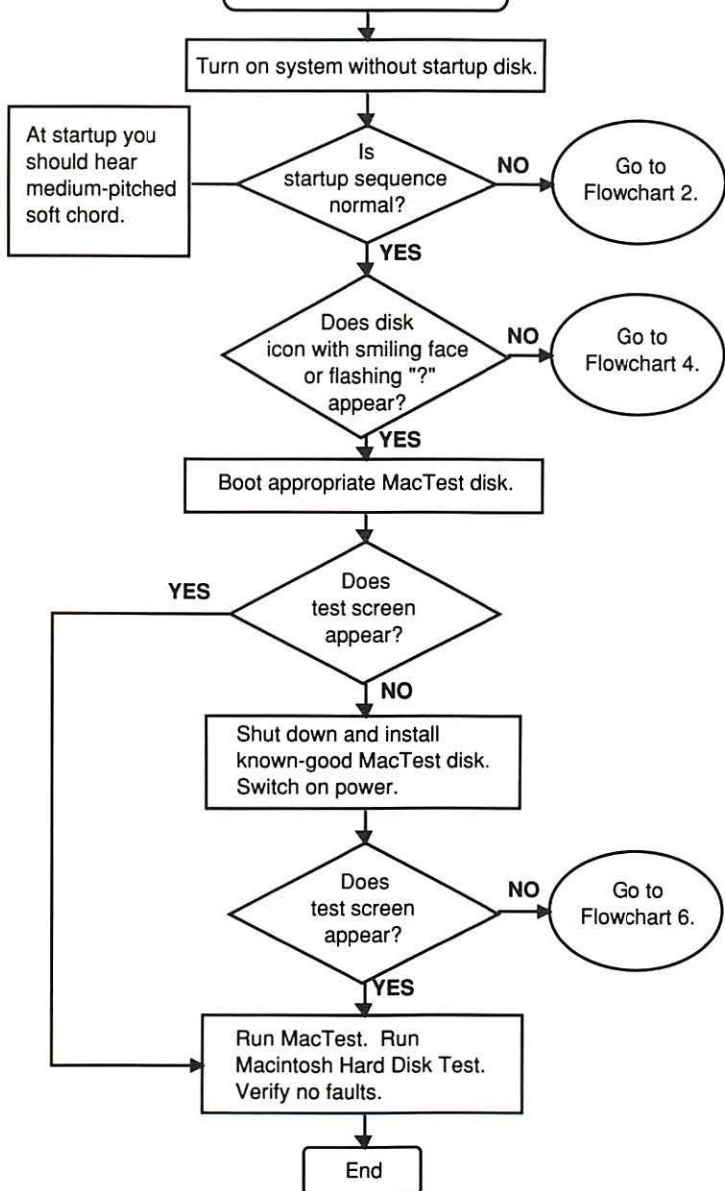 Turn on system without startup disk.
At startup you
should hear
medium-pitched
soft chord.
Is
startup sequence
normal?
NO
Go to
Flowchart 2.
YES
Does disk
icon with smiling face
or flashing "?"
appear?
NO
Go to
Flowchart 4.
YES
Boot appropriate MacTest disk.
Does
test screen
appear?
YES
NO
Shut down and install
known-good MacTest disk.
Switch on power.
Does
test screen
appear?
NO
Go to
Flowchart 6.
YES
Run MacTest. Run
Macintosh Hard Disk Test.
Verify no faults.
End